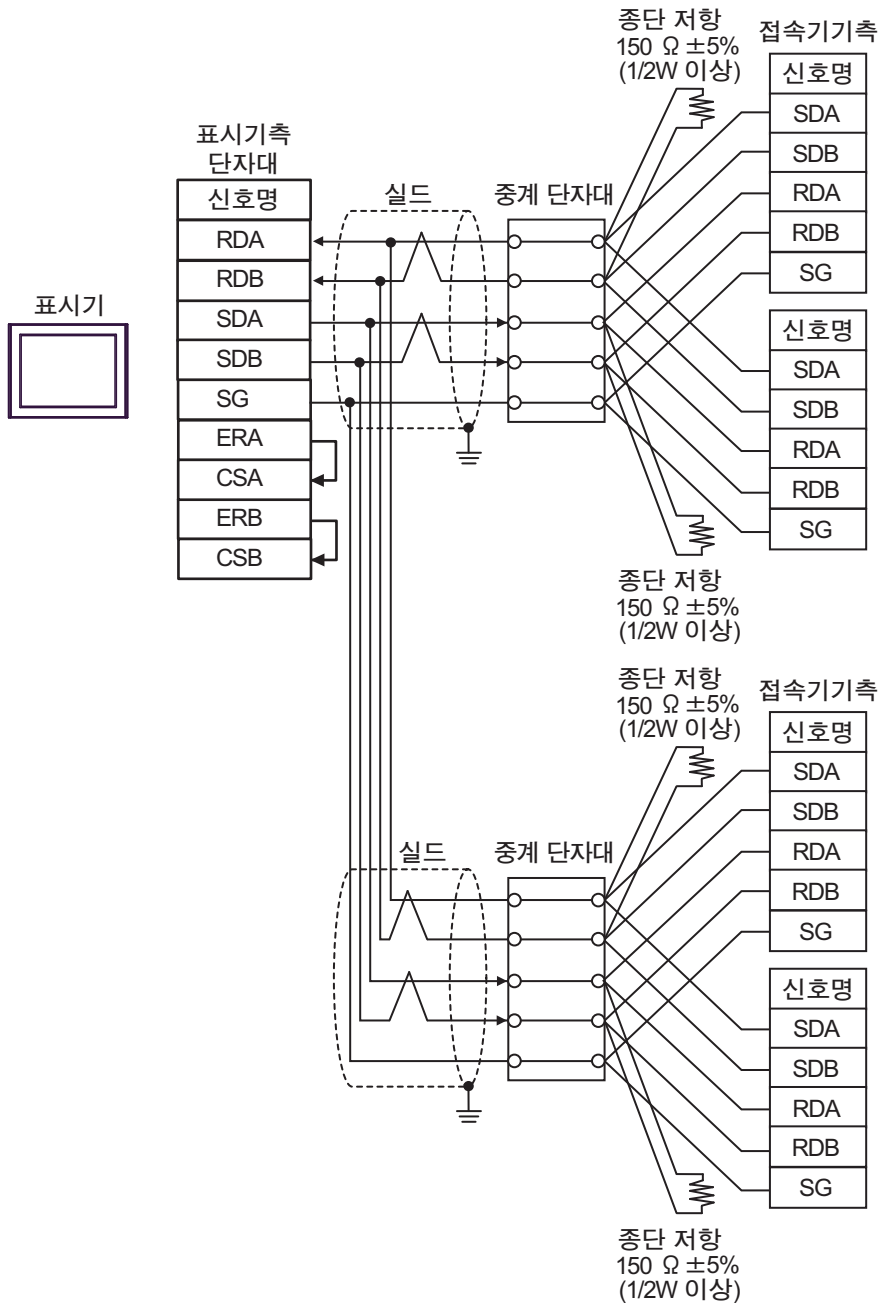 표시기
표시기측
단자대
신호명
RDA
RDB
SDA
SDB
SG
ERA
CSA
ERB
CSB
실드
중계 단자대
종단 저항
150 Ω ±5%
(1/2W 이상)
접속기기측
신호명
SDA
SDB
RDA
RDB
SG
신호명
SDA
SDB
RDA
RDB
SG
종단 저항
150 Ω ±5%
(1/2W 이상)
실드
중계 단자대
종단 저항
150 Ω ±5%
(1/2W 이상)
접속기기측
신호명
SDA
SDB
RDA
RDB
SG
신호명
SDA
SDB
RDA
RDB
SG
종단 저항
150 Ω ±5%
(1/2W 이상)